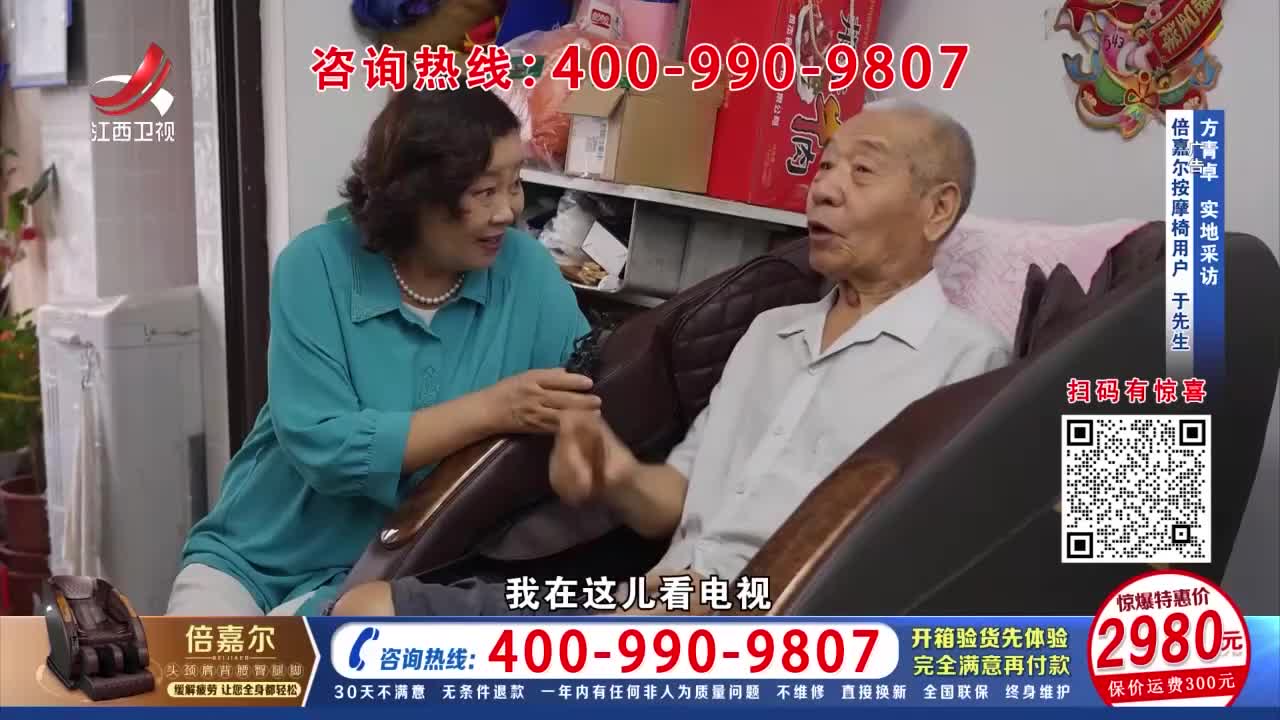 咨询热线：400-990-9807
江西卫视
牛肉
543
广告
方青卓 实地采访
倍嘉尔按摩椅用户 于先生
扫码有惊喜
我在这儿看电视
倍嘉尔
BEIJIAER
头颈肩背腰臀腿脚
缓解疲劳 让您全身都轻松
咨询热线：400-990-9807
开箱验货先体验
完全满意再付款
30天不满意 无条件退款 一年内有任何非人为质量问题 不维修 直接换新 全国联保 终身维护
惊爆特惠价
2980元
保价运费300元